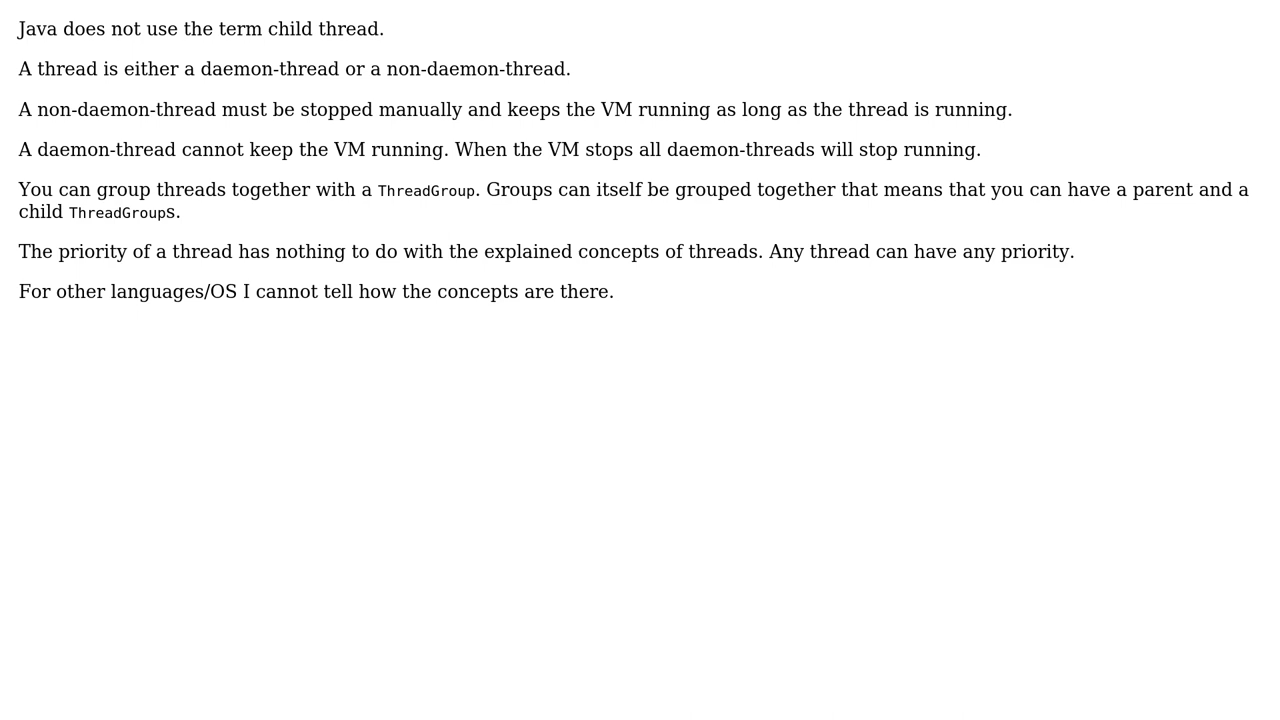 Java does not use the term child thread.
A thread is either a daemon-thread or a non-daemon-thread.
A non-daemon-thread must be stopped manually and keeps the VM running as long as the thread is running.
A daemon-thread cannot keep the VM running. When the VM stops all daemon-threads will stop running.
You can group threads together with a ThreadGroup. Groups can itself be grouped together that means that you can have a parent and a
child ThreadGroups.
The priority of a thread has nothing to do with the explained concepts of threads. Any thread can have any priority.
For other languages/OS I cannot tell how the concepts are there.